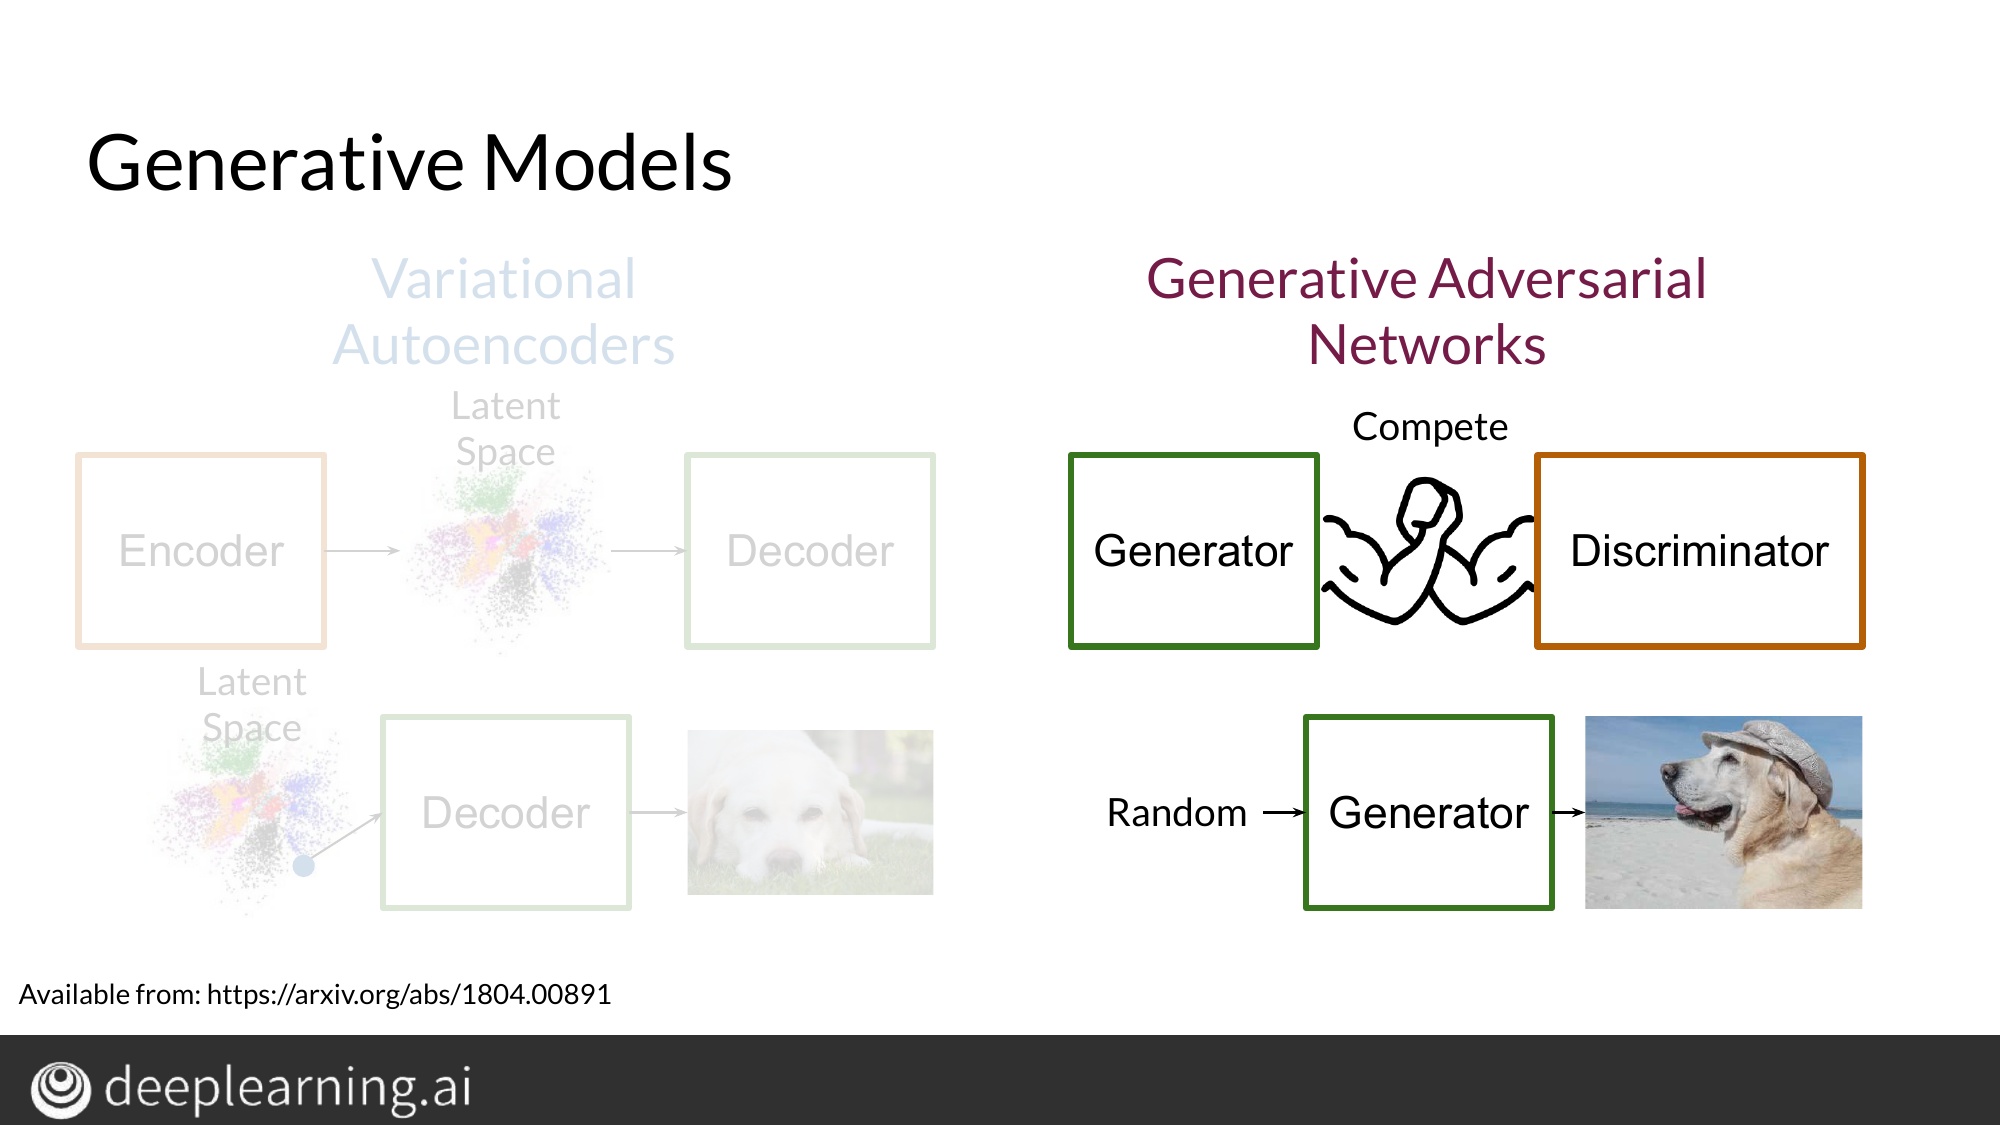 Generative Models
Variational
Autoencoders
Latent
Space
Encoder
Decoder
Latent
Space
Decoder
Generative Adversarial
Networks
Compete
Generator
Discriminator
Random
Generator
Available from: https://arxiv.org/abs/1804.00891
deeplearning.ai